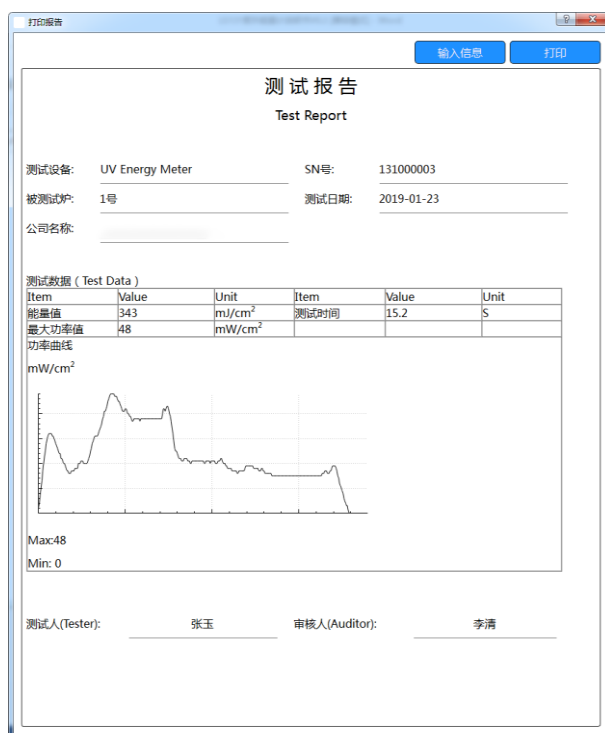 打印报告
输入信息 打印
测试报告
Test Report
测试设备: UV Energy Meter SN号: 131000003
被测试炉: 1号 测试日期: 2019-01-23
公司名称:
测试数据 ( Test Data )
Item Value Unit Item Value Unit
能量值 343 mJ/cm² 测试时间 15.2 S
最大功率值 48 mW/cm²
功率曲线
mW/cm²
Max:48
Min: 0
测试人(Tester): 张玉 审核人(Auditor): 李清